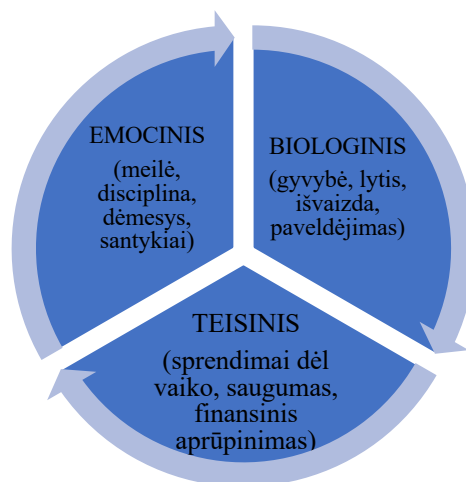 EMOCINIS
(meilė,
disciplina,
dėmesys,
santykiai)
BIOLOGINIS
(gyvybė, lytis,
išvaizda,
paveldėjimas)
TEISINIS
(sprendimai dėl
vaiko, saugumas,
finansinis
aprūpinimas)